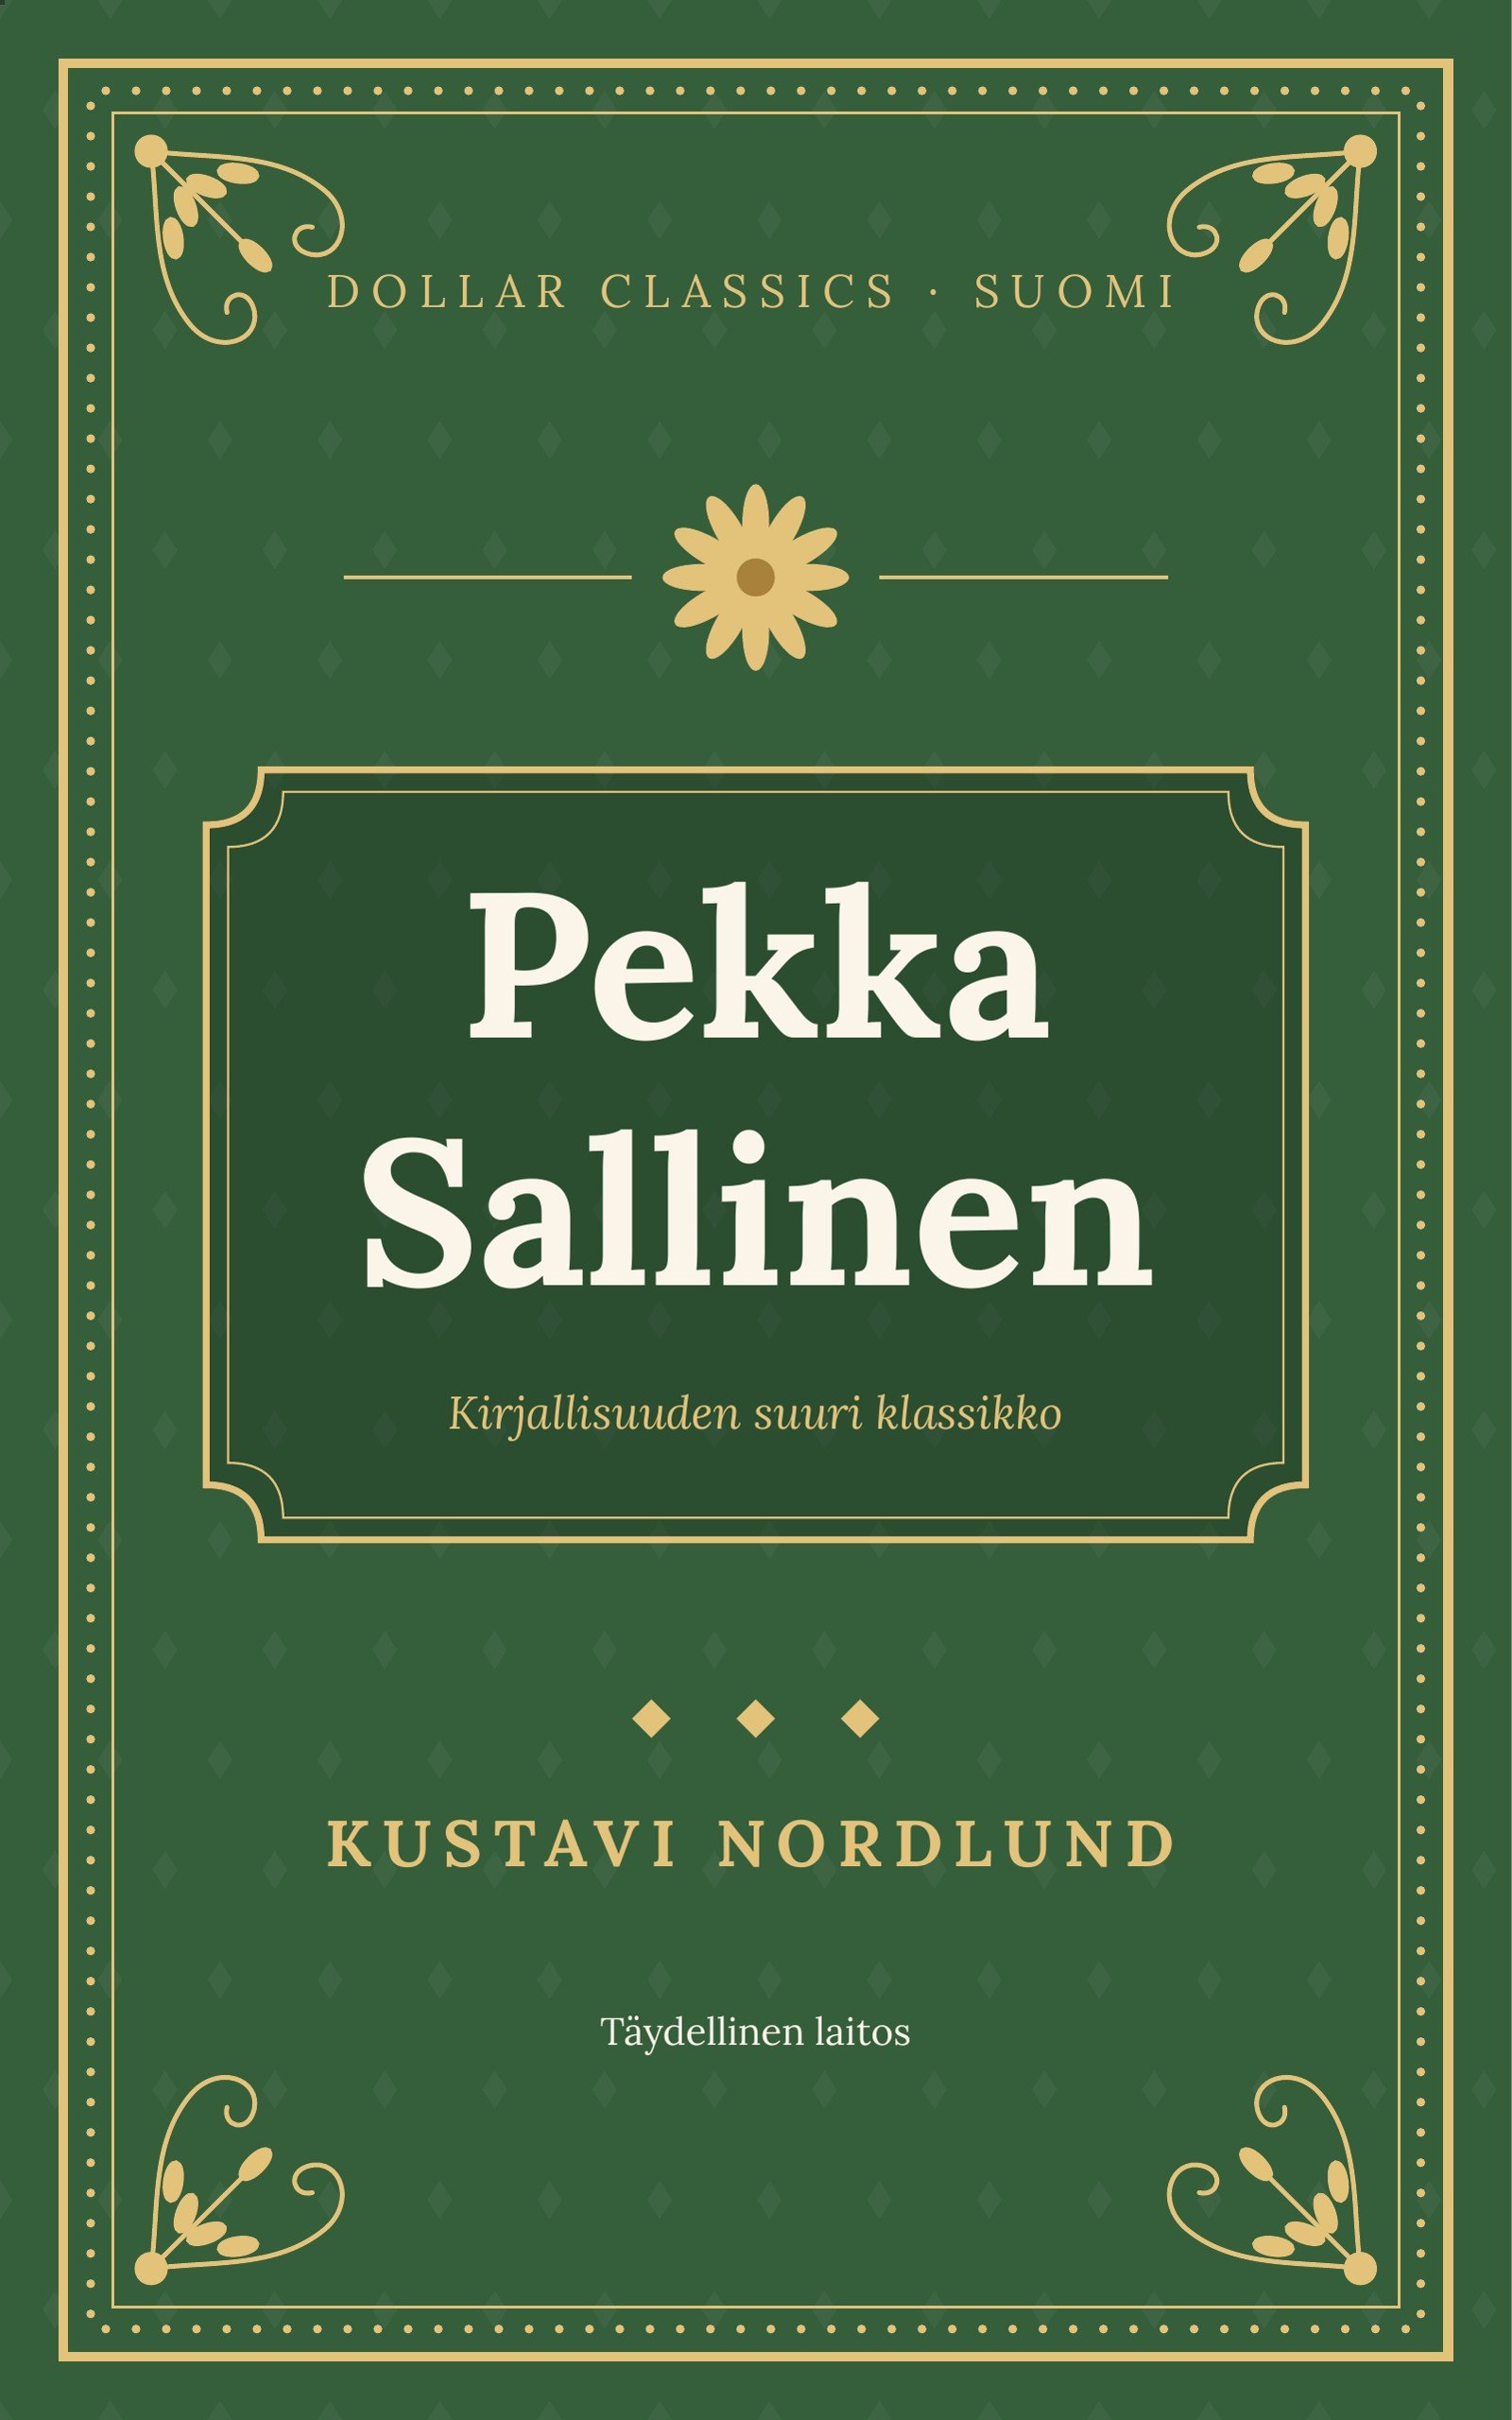 DOLLAR CLASSICS · SUOMI
Pekka
Sallinen
Kirjallisuuden suuri klassikko
KUSTAVI NORDLUND
Täydellinen laitos